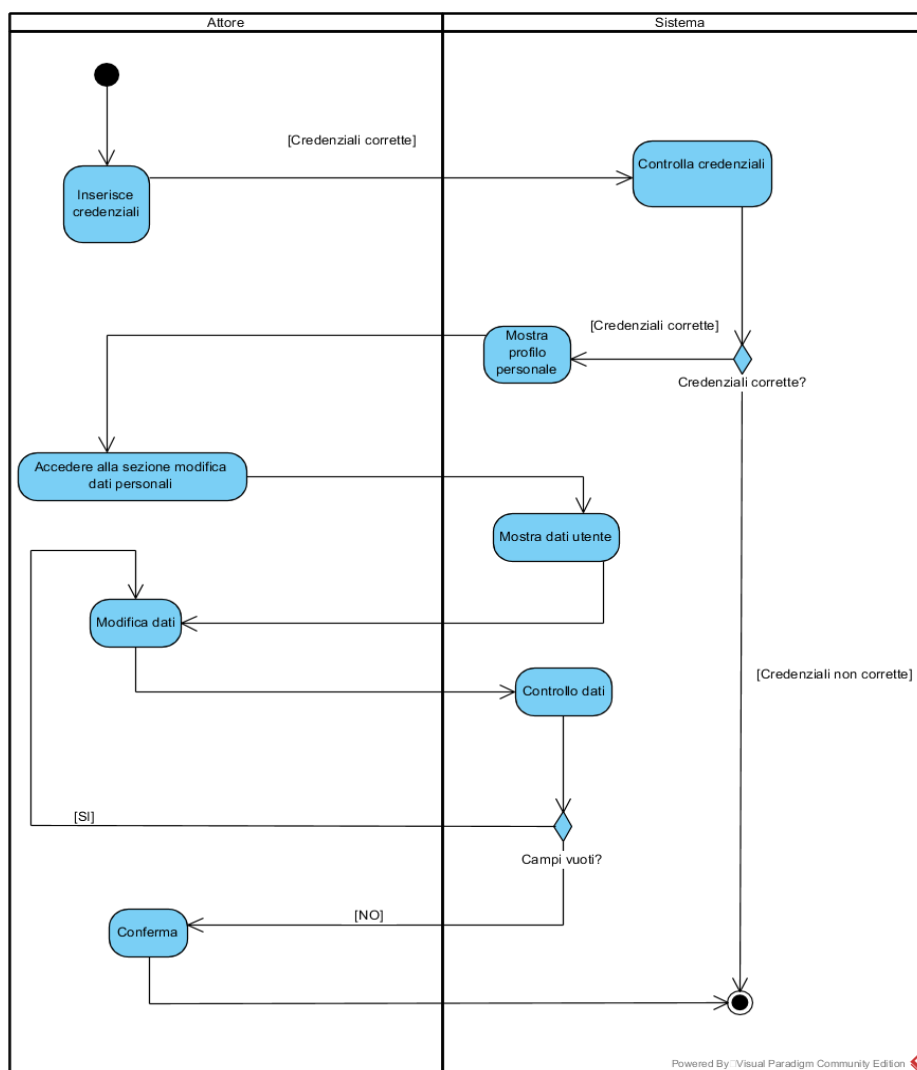 Attore
Sistema
[Credenziali corrette]
Inserisce
credenziali
Controlla credenziali
[Credenziali corrette]
Mostra
profilo
personale
Credenziali corrette?
Accedere alla sezione modifica
dati personali
Mostra dati utente
Modifica dati
Controllo dati
[Credenziali non corrette]
[SI]
Campi vuoti?
[NO]
Conferma
Powered By Visual Paradigm Community Edition